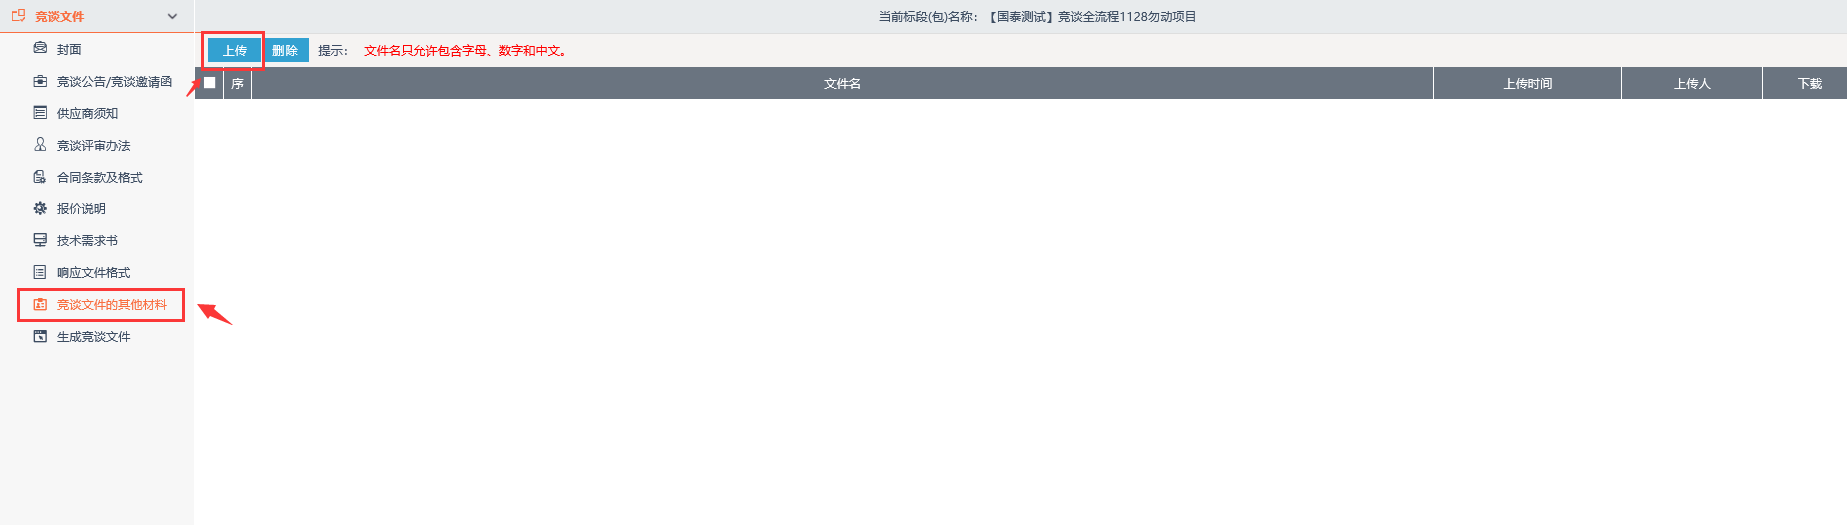 竞谈文件
当前标段(包)名称：【国泰测试】竞谈全流程1128勿动项目
封面
竞谈公告/竞谈邀请函
供应商须知
竞谈评审办法
合同条款及格式
报价说明
技术需求书
响应文件格式
竞谈文件的其他材料
生成竞谈文件
上传 删除 提示： 文件名只允许包含字母、数字和中文。
序 文件名 上传时间 上传人 下载